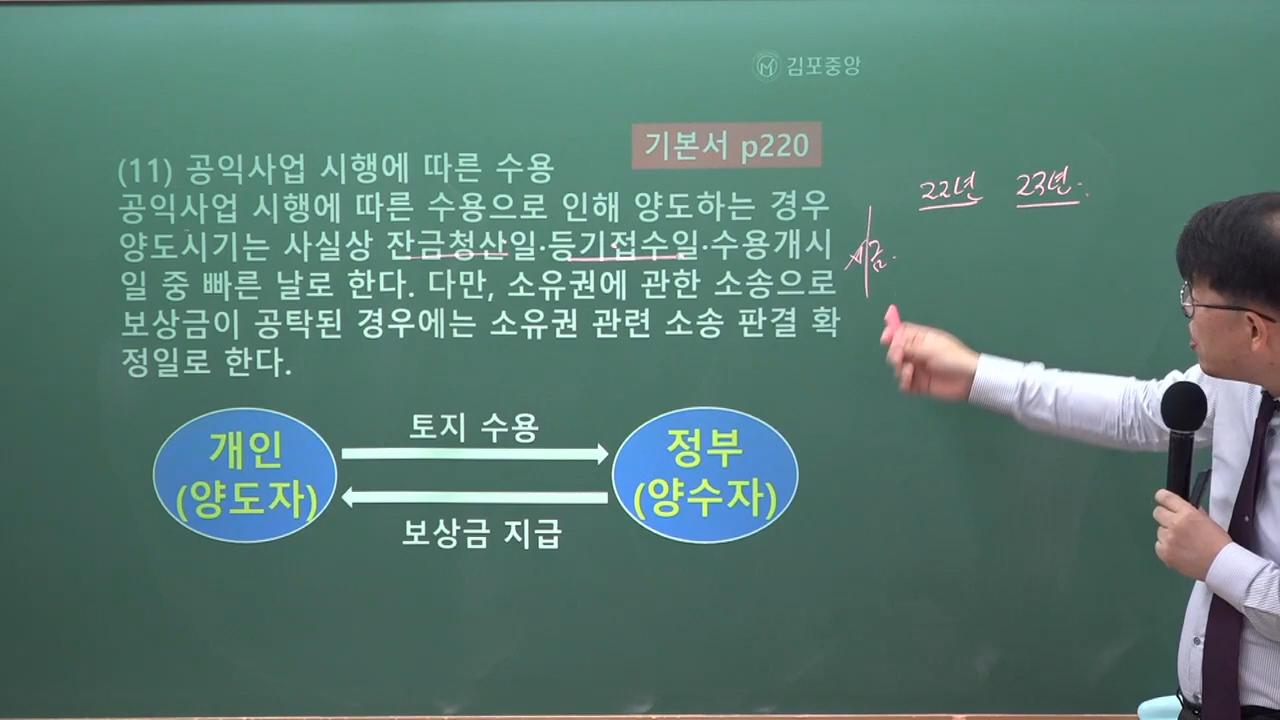 김포중앙
기본서 p220
(11) 공익사업 시행에 따른 수용
공익사업 시행에 따른 수용으로 인해 양도하는 경우
양도시기는 사실상 잔금청산일·등기접수일·수용개시
일 중 빠른 날로 한다. 다만, 소유권에 관한 소송으로
보상금이 공탁된 경우에는 소유권 관련 소송 판결 확
정일로 한다.
22년 23년
개인
(양도자)
토지 수용
보상금 지급
정부
(양수자)